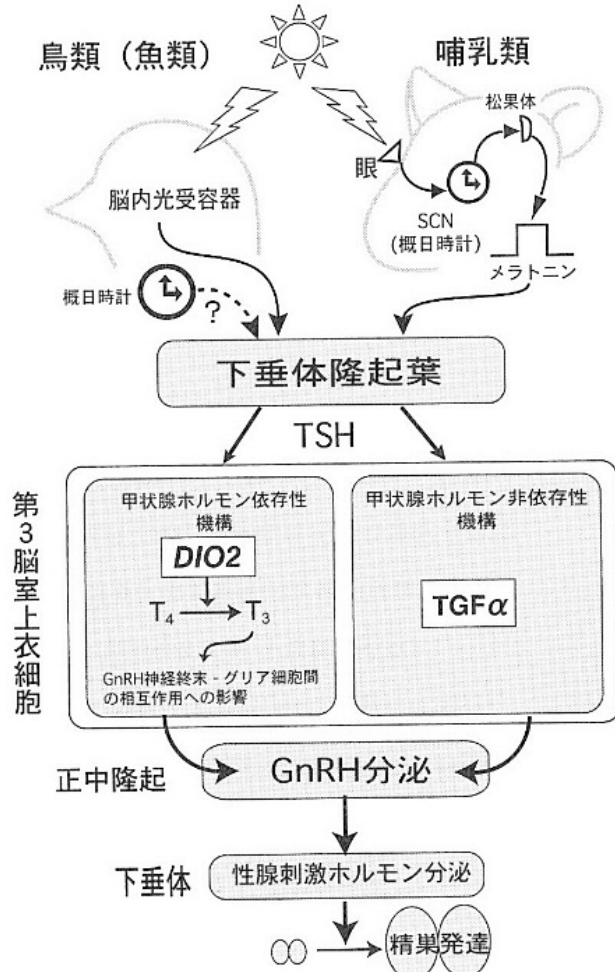 鳥類（魚類）
哺乳類
松果体
眼
脳内光受容器
SCN
(概日時計)
メラトニン
概日時計
?
下垂体隆起葉
TSH
第3脳室上衣細胞
甲状腺ホルモン依存性
機構
DIO2
T₄
T₃
GnRH神経終末 - グリア細胞間
の相互作用への影響
甲状腺ホルモン非依存性
機構
TGFα
正中隆起
GnRH分泌
下垂体
性腺刺激ホルモン分泌
精巣発達